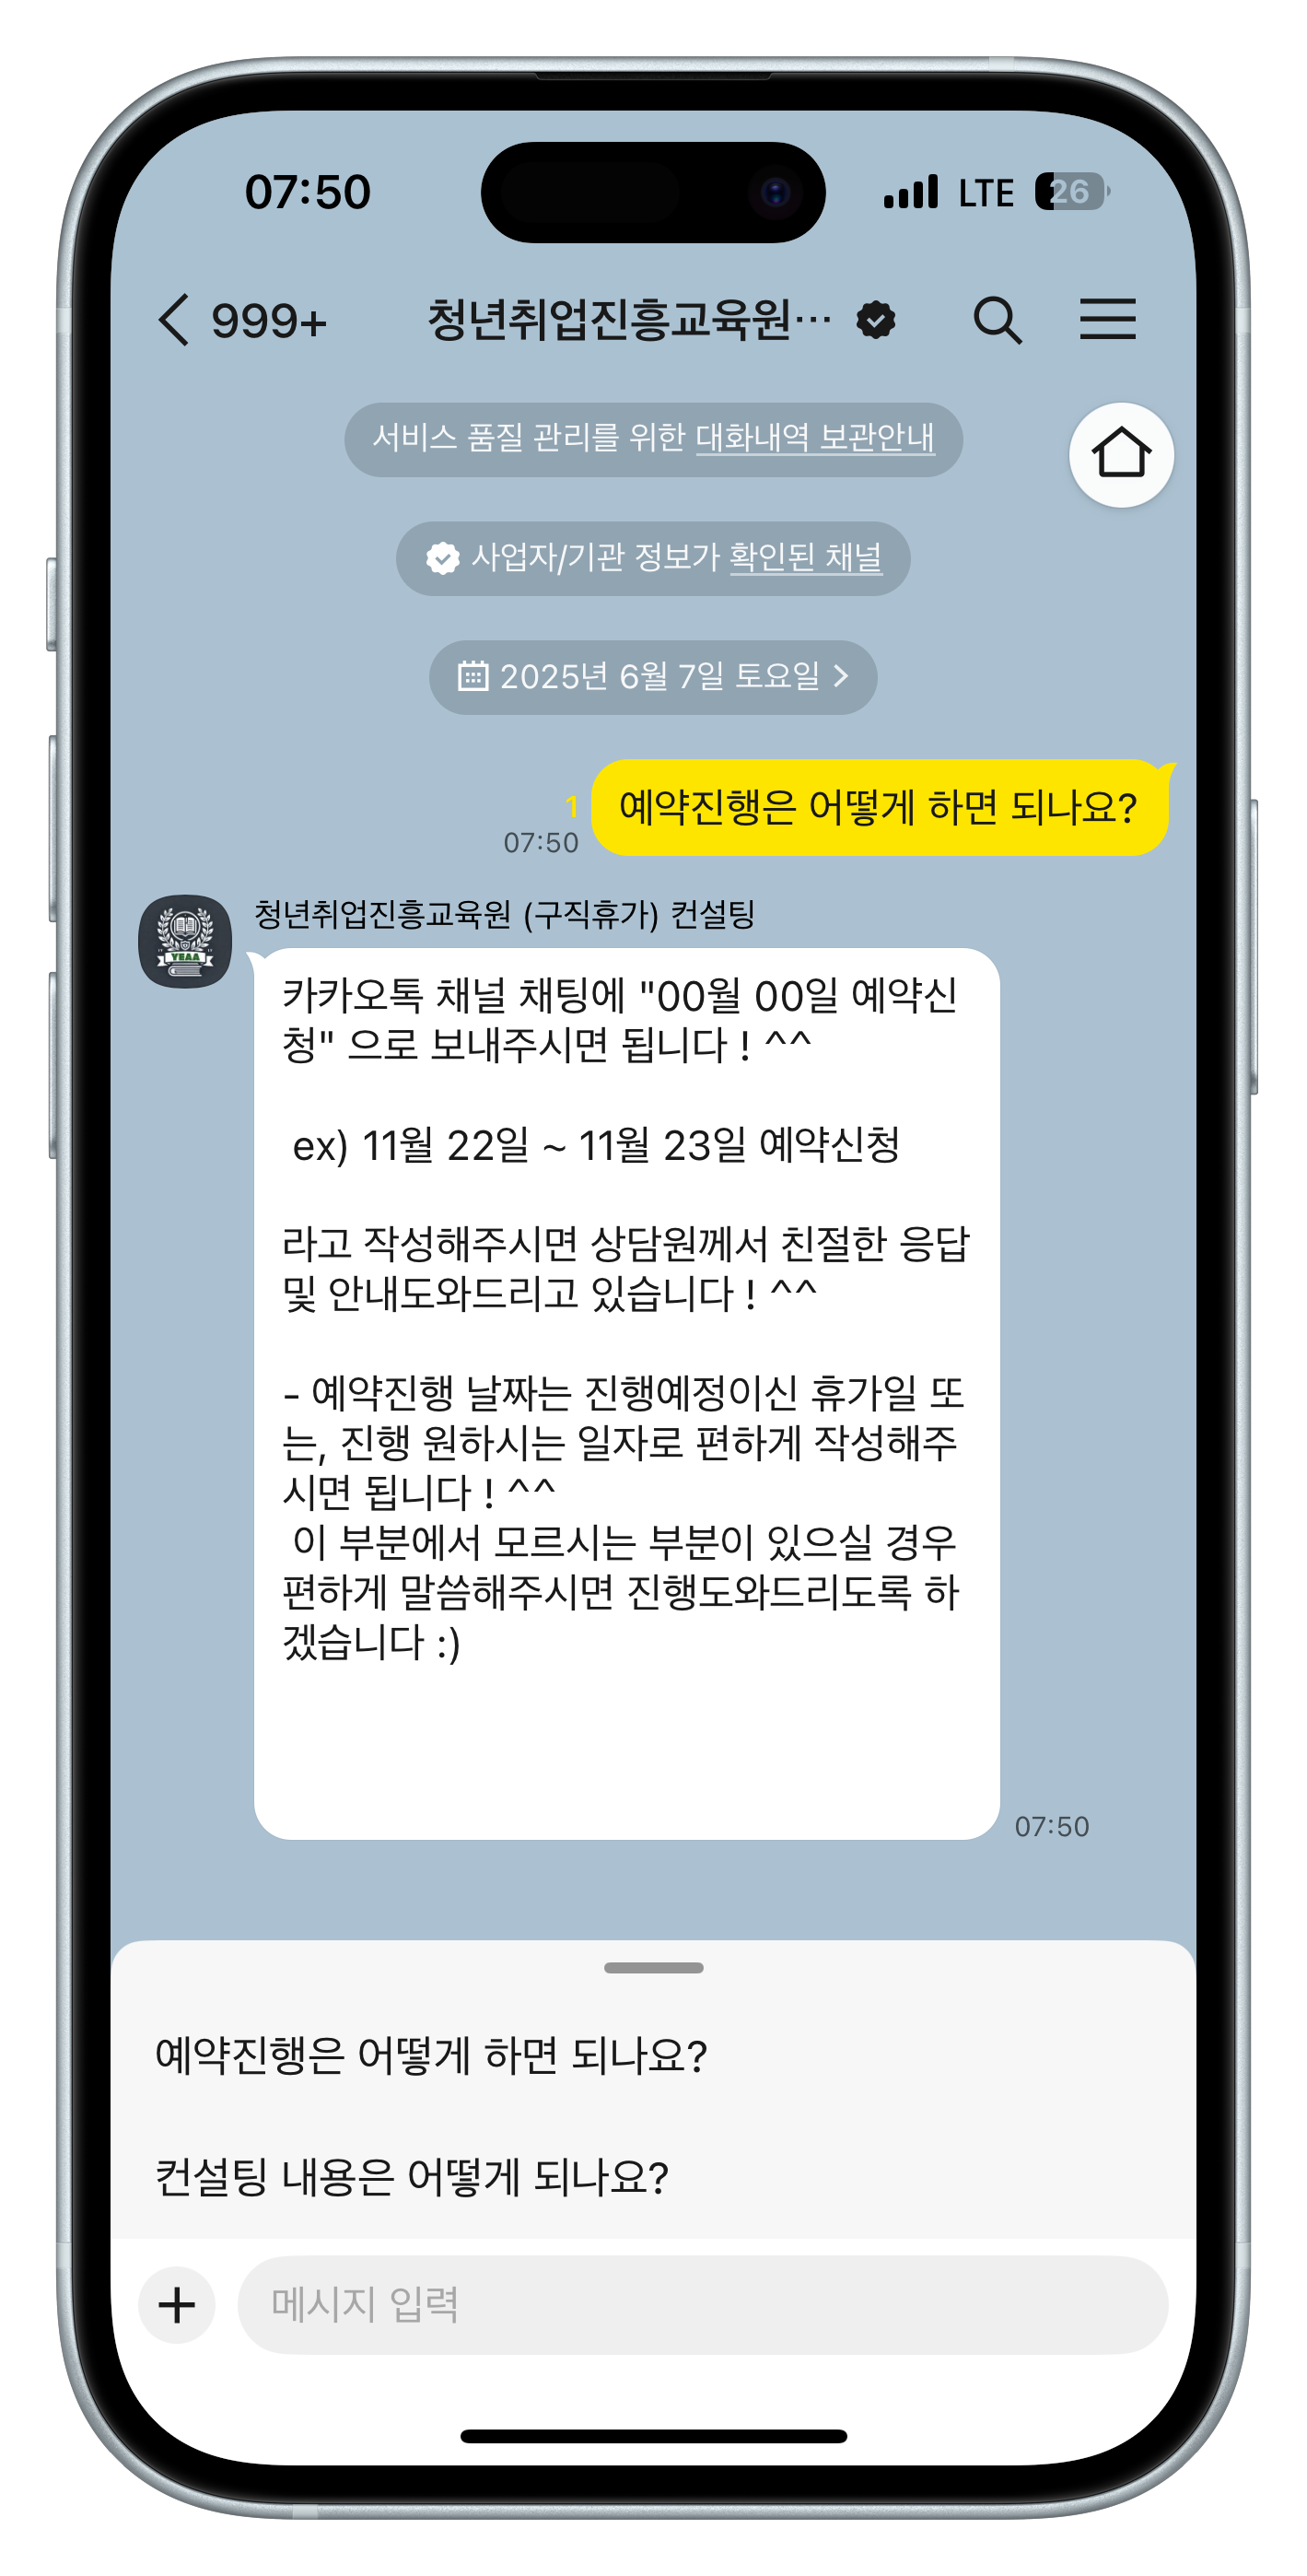 07:50
LTE 26
999+ 청년취업진흥교육원…
서비스 품질 관리를 위한 대화내역 보관안내
사업자/기관 정보가 확인된 채널
2025년 6월 7일 토요일
예약진행은 어떻게 하면 되나요?
1
07:50
청년취업진흥교육원 (구직휴가) 컨설팅
YEAA
카카오톡 채널 채팅에 "00월 00일 예약신
청" 으로 보내주시면 됩니다 ! ^^
ex) 11월 22일 ~ 11월 23일 예약신청
라고 작성해주시면 상담원께서 친절한 응답
및 안내도와드리고 있습니다 ! ^^
- 예약진행 날짜는 진행예정이신 휴가일 또
는, 진행 원하시는 일자로 편하게 작성해주
시면 됩니다 ! ^^
이 부분에서 모르시는 부분이 있으실 경우
편하게 말씀해주시면 진행도와드리도록 하
겠습니다 :)
07:50
예약진행은 어떻게 하면 되나요?
컨설팅 내용은 어떻게 되나요?
메시지 입력